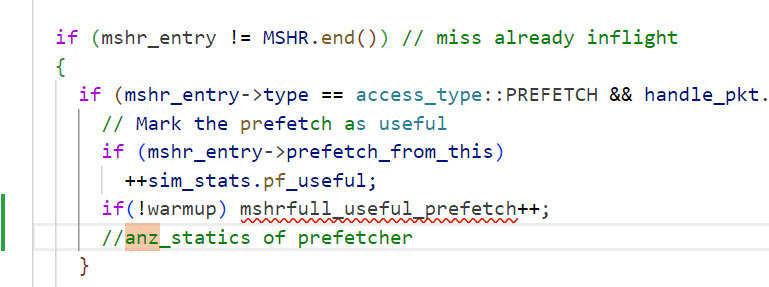 if (mshr_entry != MSHR.end()) // miss already inflight
{
if (mshr_entry->type == access_type::PREFETCH && handle_pkt.
// Mark the prefetch as useful
if (mshr_entry->prefetch_from_this)
++sim_stats.pf_useful;
if(!warmup) mshrfull_useful_prefetch++;
//anz_statics of prefetcher
}